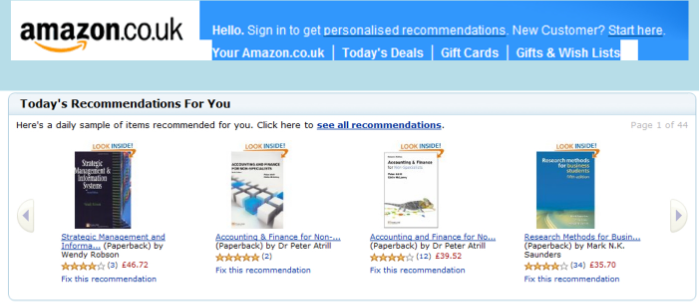 amazon.co.uk
Hello. Sign in to get personalised recommendations. New Customer? Start here.
Your Amazon.co.uk | Today's Deals | Gift Cards | Gifts & Wish Lists
Today's Recommendations For You
Here's a daily sample of items recommended for you. Click here to see all recommendations.
Page 1 of 44
LOOK INSIDE!
Strategic
Management &
Information
Systems
Strategic Management and
Informa... (Paperback) by
Wendy Robson
(3) £46.72
Fix this recommendation
LOOK INSIDE!
ACCOUNTING AND FINANCE
FOR NON-SPECIALISTS
Accounting & Finance for Non-...
(Paperback) by Dr Peter Atrill
(2)
Fix this recommendation
LOOK INSIDE!
Accounting & Finance
for Non-Specialists
Accounting and Finance for No...
(Paperback) by Dr Peter Atrill
(12) £39.52
Fix this recommendation
LOOK INSIDE!
Research methods
for business
students
Research Methods for Busin...
(Paperback) by Mark N.K.
Saunders
(34) £35.70
Fix this recommendation